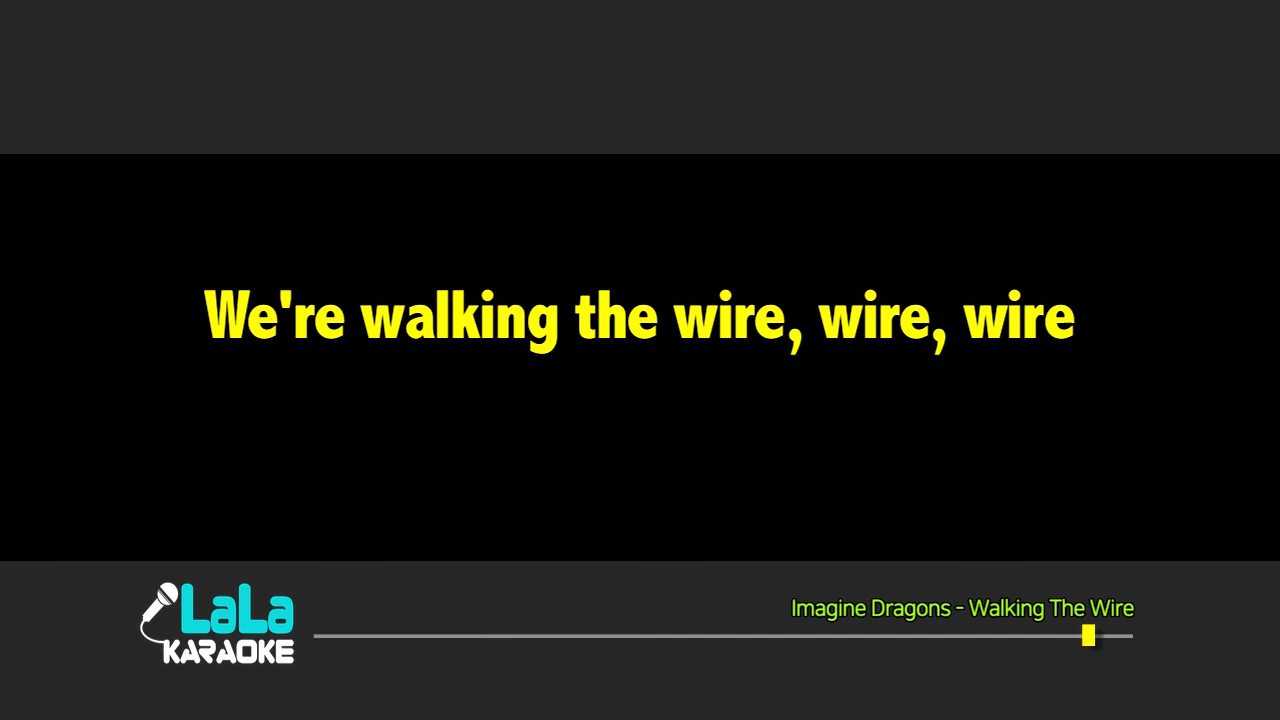 We're walking the wire, wire, wire
Imagine Dragons - Walking The Wire
LaLa
KARAOKE